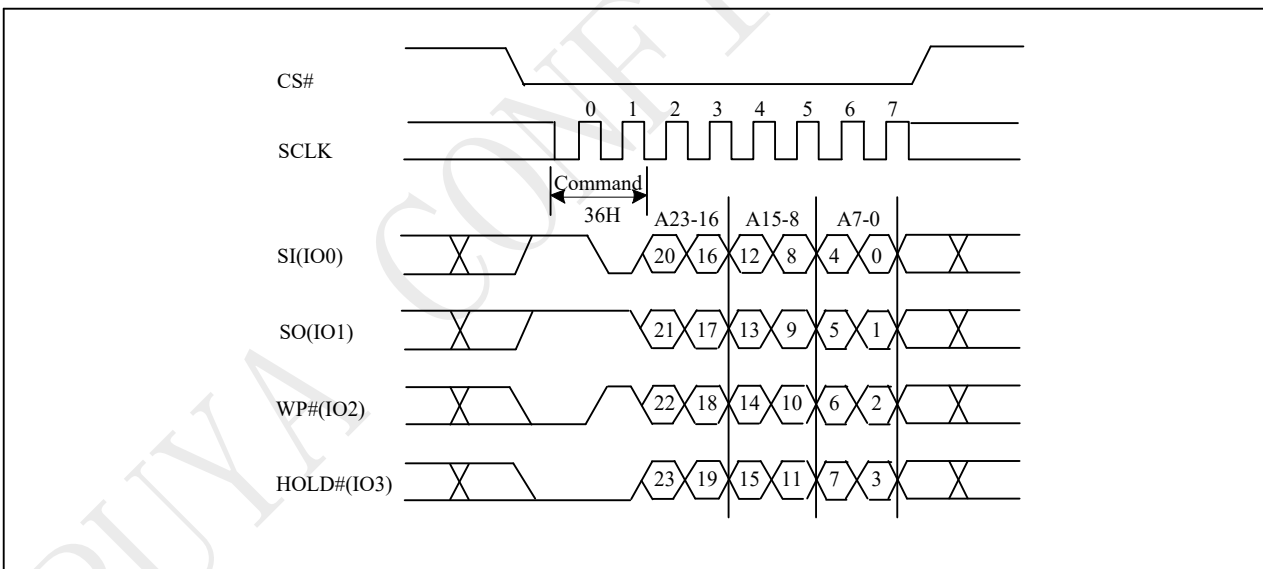 CS#
0 1 2 3 4 5 6 7
SCLK
Command
36H
A23-16 A15-8 A7-0
SI(IO0) 20 16 12 8 4 0
SO(IO1) 21 17 13 9 5 1
WP#(IO2) 22 18 14 10 6 2
HOLD#(IO3) 23 19 15 11 7 3